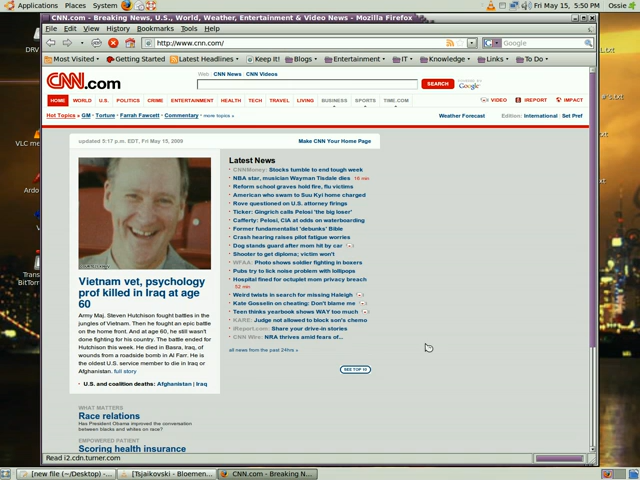 Applications Places System Fri May 15, 5:50 PM Ossie
CNN.com - Breaking News, U.S., World, Weather, Entertainment & Video News - Mozilla Firefox
File Edit View History Bookmarks Tools Help
http://www.cnn.com/ Google
Most Visited Getting Started Latest Headlines Keep It! Blogs Entertainment IT Knowledge Links To Do
CNN.com
Web CNN News CNN Videos
SEARCH POWERED BY Google
HOME WORLD U.S. POLITICS CRIME ENTERTAINMENT HEALTH TECH TRAVEL LIVING BUSINESS SPORTS TIME.COM VIDEO IREPORT IMPACT
Hot Topics » GM · Torture · Farrah Fawcett · Commentary · more topics » Weather Forecast Edition: International Set Pref
updated 5:17 p.m. EDT, Fri May 15, 2009 Make CNN Your Home Page
Vietnam vet, psychology
prof killed in Iraq at age
60
Army Maj. Steven Hutchison fought battles in the
jungles of Vietnam. Then he fought an epic battle
on the home front. And at age 60, he still wasn't
done fighting for his country. The battle ended for
Hutchison this week. He died in Basra, Iraq, of
wounds from a roadside bomb in Al Farr. He is
the oldest U.S. service member to die in Iraq or
Afghanistan. full story
U.S. and coalition deaths: Afghanistan | Iraq
WHAT MATTERS
Race relations
Has President Obama improved the conversation
between blacks and whites on race?
EMPOWERED PATIENT
Scoring health insurance
Latest News
CNNMoney: Stocks tumble to end tough week
NBA star, musician Wayman Tisdale dies 16 min
Reform school graves hold fire, flu victims
American who swam to Suu Kyi home charged
Rove questioned on U.S. attorney firings
Ticker: Gingrich calls Pelosi 'the big loser'
Cafferty: Pelosi, CIA at odds on waterboarding
Former fundamentalist 'debunks' Bible
Crash hearing raises pilot fatigue worries
Dog stands guard after mom hit by car
Shooter to get diploma; victim won't
WFAA: Photo shows soldier fighting in boxers
Pubs try to lick noise problem with lollipops
Hospital fined for octuplet mom privacy breach
52 min
Weird twists in search for missing Haleigh
Kate Gosselin on cheating: Don't blame me
Teen thinks yearbook shows WAY too much
KARE: Judge not allowed to block son's chemo
iReport.com: Share your drive-in stories
CNN Wire: NRA thrives amid fears of...
all news from the past 24hrs »
SEE TOP 10
Read i2.cdn.turner.com
[new file (~/Desktop) -... [Tsjaikovski - Bloemen... CNN.com - Breaking N...